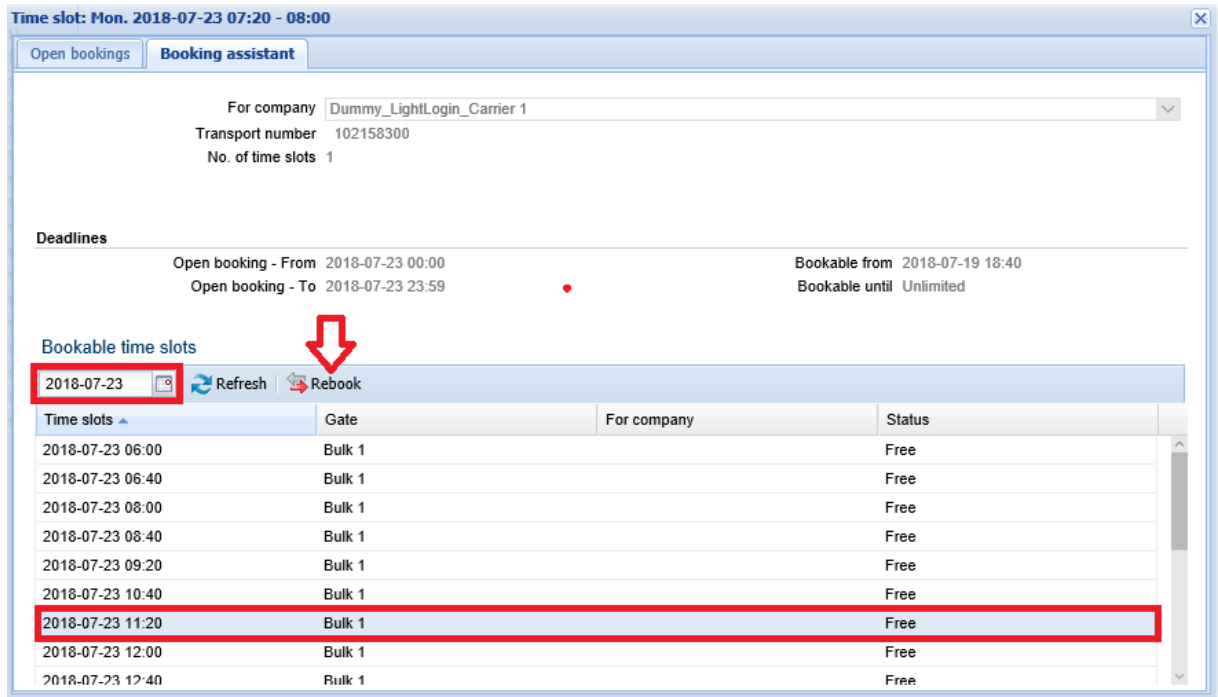 Time slot: Mon. 2018-07-23 07:20 - 08:00
Open bookings Booking assistant
For company Dummy_LightLogin_Carrier 1
Transport number 102158300
No. of time slots 1
Deadlines
Open booking - From 2018-07-23 00:00 Bookable from 2018-07-19 18:40
Open booking - To 2018-07-23 23:59 Bookable until Unlimited
Bookable time slots
2018-07-23 Refresh Rebook
Time slots Gate For company Status
2018-07-23 06:00 Bulk 1 Free
2018-07-23 06:40 Bulk 1 Free
2018-07-23 08:00 Bulk 1 Free
2018-07-23 08:40 Bulk 1 Free
2018-07-23 09:20 Bulk 1 Free
2018-07-23 10:40 Bulk 1 Free
2018-07-23 11:20 Bulk 1 Free
2018-07-23 12:00 Bulk 1 Free
2018-07-23 12:40 Bulk 1 Free